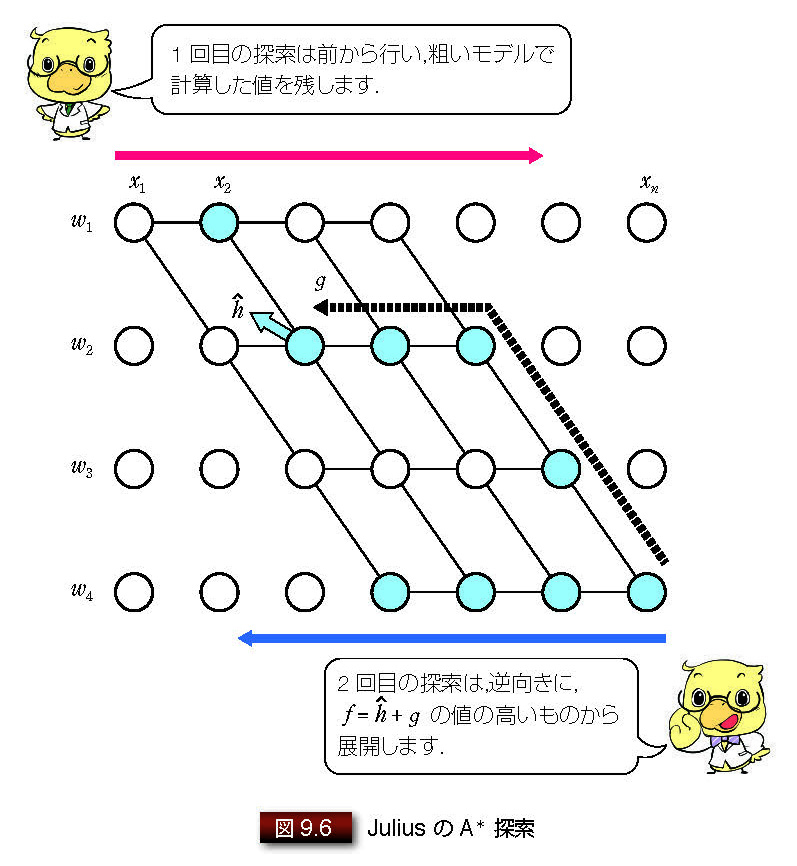 1 回目の探索は前から行い,粗いモデルで
計算した値を残します.
x₁ x₂ xₙ
w₁
g
ĥ
w₂
w₃
w₄
2 回目の探索は,逆向きに,
f = ĥ + g の値の高いものから
展開します.
図 9.6 Julius の A* 探索